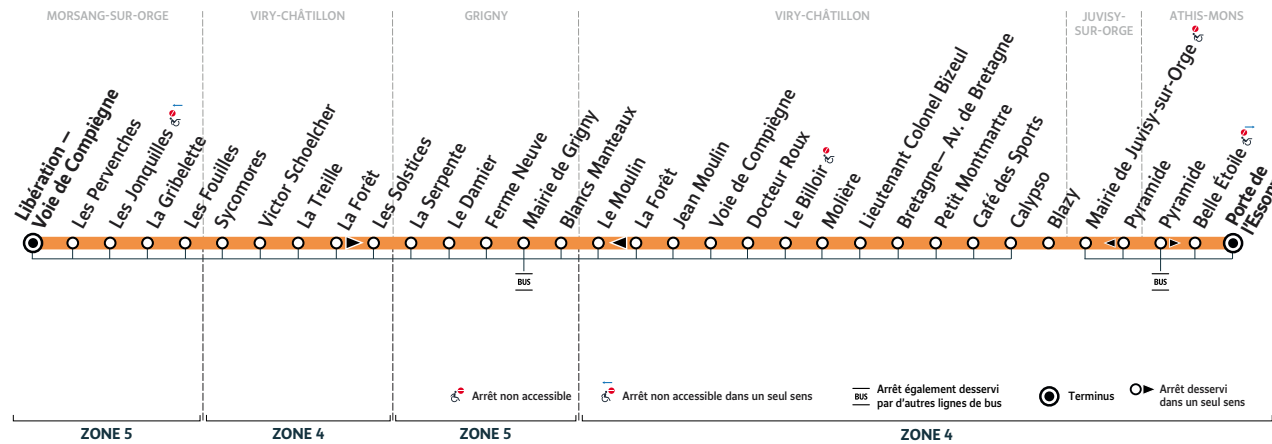 MORSANG-SUR-ORGE
VIRY-CHÂTILLON
GRIGNY
VIRY-CHÂTILLON
JUVISY-
SUR-ORGE
ATHIS-MONS
Libération –
Voie de Compiègne
Les Pervenches
Les Jonquilles
La Gribelette
Les Fouilles
Sycomores
Victor Schoelcher
La Treille
La Forêt
Les Solstices
La Serpente
Le Damier
Ferme Neuve
Mairie de Grigny
Blancs Manteaux
Le Moulin
La Forêt
Jean Moulin
Voie de Compiègne
Docteur Roux
Le Billoir
Molière
Lieutenant Colonel Bizeul
Bretagne– Av. de Bretagne
Petit Montmartre
Café des Sports
Calypso
Blazy
Mairie de Juvisy-sur-Orge
Pyramide
Pyramide
Belle Étoile
Porte de
BUS
BUS
Arrêt non accessible
Arrêt non accessible dans un seul sens
BUS
Arrêt également desservi
par d'autres lignes de bus
Terminus
Arrêt desservi
dans un seul sens
ZONE 5
ZONE 4
ZONE 5
ZONE 4